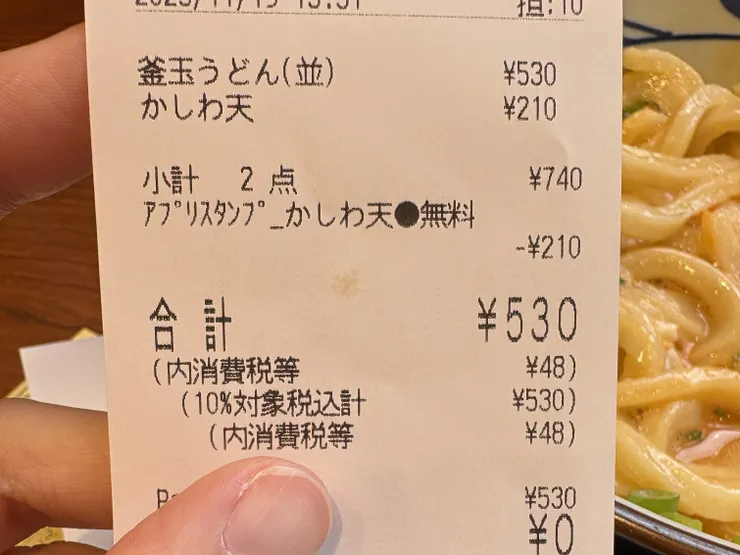 担:10
釜玉うどん(並) ¥530
かしわ天 ¥210
小計 2 点 ¥740
ｱﾌﾟﾘｽﾀﾝﾌﾟ_かしわ天●無料
-¥210
合 計 ¥530
(内消費税等 ¥48)
(10%対象税込計 ¥530)
(内消費税等 ¥48)
¥530
¥0